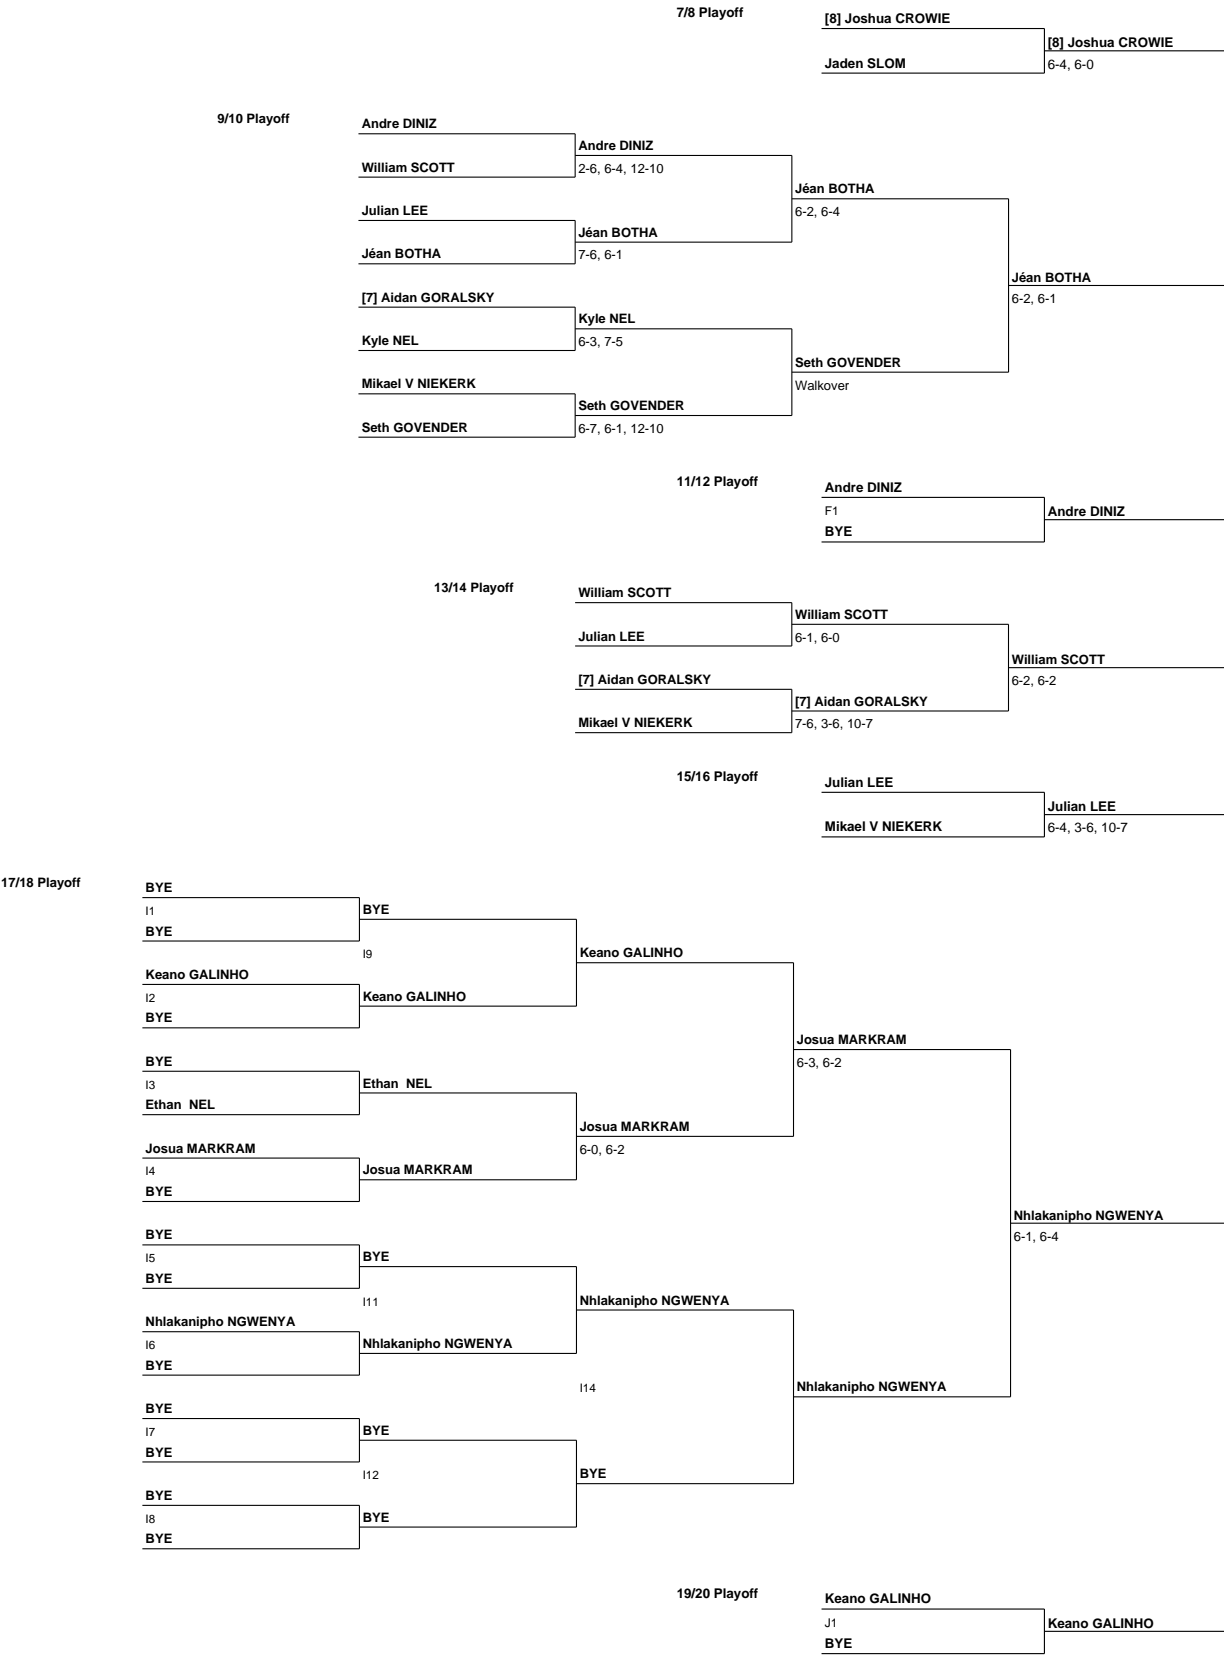 7/8 Playoff
[8] Joshua CROWIE
[8] Joshua CROWIE
Jaden SLOM
6-4, 6-0
9/10 Playoff
Andre DINIZ
Andre DINIZ
William SCOTT
2-6, 6-4, 12-10
Jéan BOTHA
Julian LEE
6-2, 6-4
Jéan BOTHA
Jéan BOTHA
7-6, 6-1
Jéan BOTHA
[7] Aidan GORALSKY
6-2, 6-1
Kyle NEL
Kyle NEL
6-3, 7-5
Seth GOVENDER
Mikael V NIEKERK
Walkover
Seth GOVENDER
Seth GOVENDER
6-7, 6-1, 12-10
11/12 Playoff
Andre DINIZ
F1
Andre DINIZ
BYE
13/14 Playoff
William SCOTT
William SCOTT
Julian LEE
6-1, 6-0
William SCOTT
[7] Aidan GORALSKY
6-2, 6-2
[7] Aidan GORALSKY
Mikael V NIEKERK
7-6, 3-6, 10-7
15/16 Playoff
Julian LEE
Julian LEE
Mikael V NIEKERK
6-4, 3-6, 10-7
17/18 Playoff
BYE
I1
BYE
BYE
I9
Keano GALINHO
Keano GALINHO
I2
Keano GALINHO
BYE
Josua MARKRAM
BYE
6-3, 6-2
I3
Ethan  NEL
Ethan  NEL
Josua MARKRAM
Josua MARKRAM
6-0, 6-2
I4
Josua MARKRAM
BYE
Nhlakanipho NGWENYA
BYE
6-1, 6-4
I5
BYE
BYE
I11
Nhlakanipho NGWENYA
Nhlakanipho NGWENYA
I6
Nhlakanipho NGWENYA
BYE
I14
Nhlakanipho NGWENYA
BYE
I7
BYE
BYE
I12
BYE
BYE
I8
BYE
BYE
19/20 Playoff
Keano GALINHO
J1
Keano GALINHO
BYE